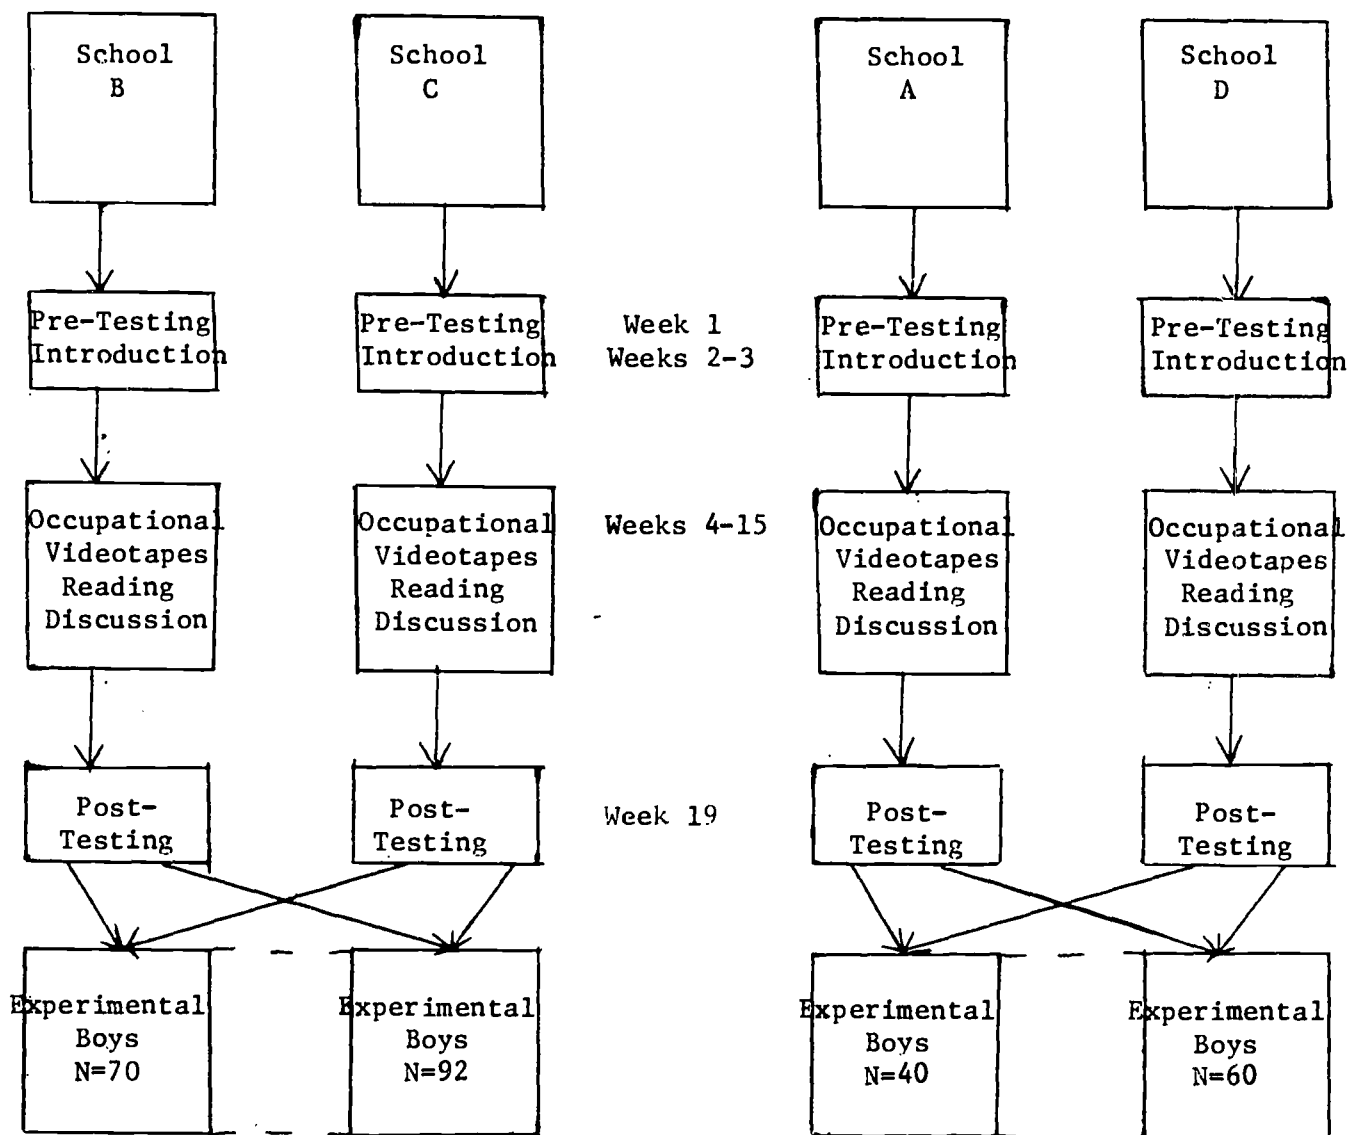 School
B
School
C
School
A
School
D
Pre-Testing
Introduction
Pre-Testing
Introduction
Week 1
Weeks 2-3
Pre-Testing
Introduction
Pre-Testing
Introduction
Occupational
Videotapes
Reading
Discussion
Occupational
Videotapes
Reading
Discussion
Weeks 4-15
Occupational
Videotapes
Reading
Discussion
Occupational
Videotapes
Reading
Discussion
Post-
Testing
Post-
Testing
Week 19
Post-
Testing
Post-
Testing
Experimental
Boys
N=70
Experimental
Boys
N=92
Experimental
Boys
N=40
Experimental
Boys
N=60